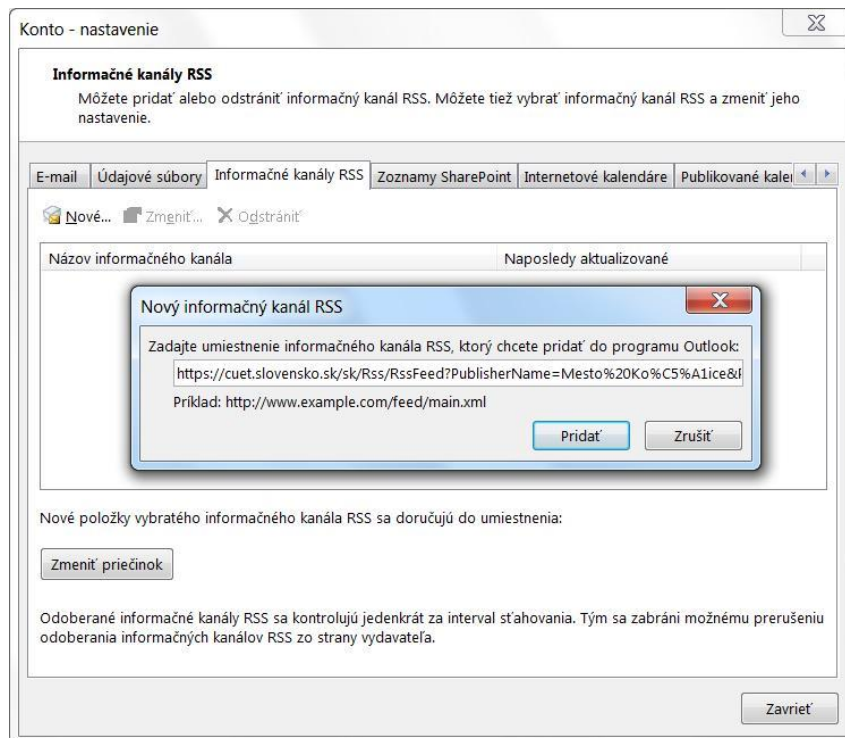 Konto - nastavenie
Informačné kanály RSS
Môžete pridať alebo odstrániť informačný kanál RSS. Môžete tiež vybrať informačný kanál RSS a zmeniť jeho
nastavenie.
E-mail Údajové súbory Informačné kanály RSS Zoznamy SharePoint Internetové kalendáre Publikované kaler
Nové... Zmeniť... Odstrániť
Názov informačného kanála Naposledy aktualizované
Nový informačný kanál RSS
Zadajte umiestnenie informačného kanála RSS, ktorý chcete pridať do programu Outlook:
https://cuet.slovensko.sk/sk/Rss/RssFeed?PublisherName=Mesto%20Ko%C5%A1ice&F
Príklad: http://www.example.com/feed/main.xml
Pridať Zrušiť
Nové položky vybratého informačného kanála RSS sa doručujú do umiestnenia:
Zmeniť priečinok
Odoberané informačné kanály RSS sa kontrolujú jedenkrát za interval sťahovania. Tým sa zabráni možnému prerušeniu
odoberania informačných kanálov RSS zo strany vydavateľa.
Zavrieť